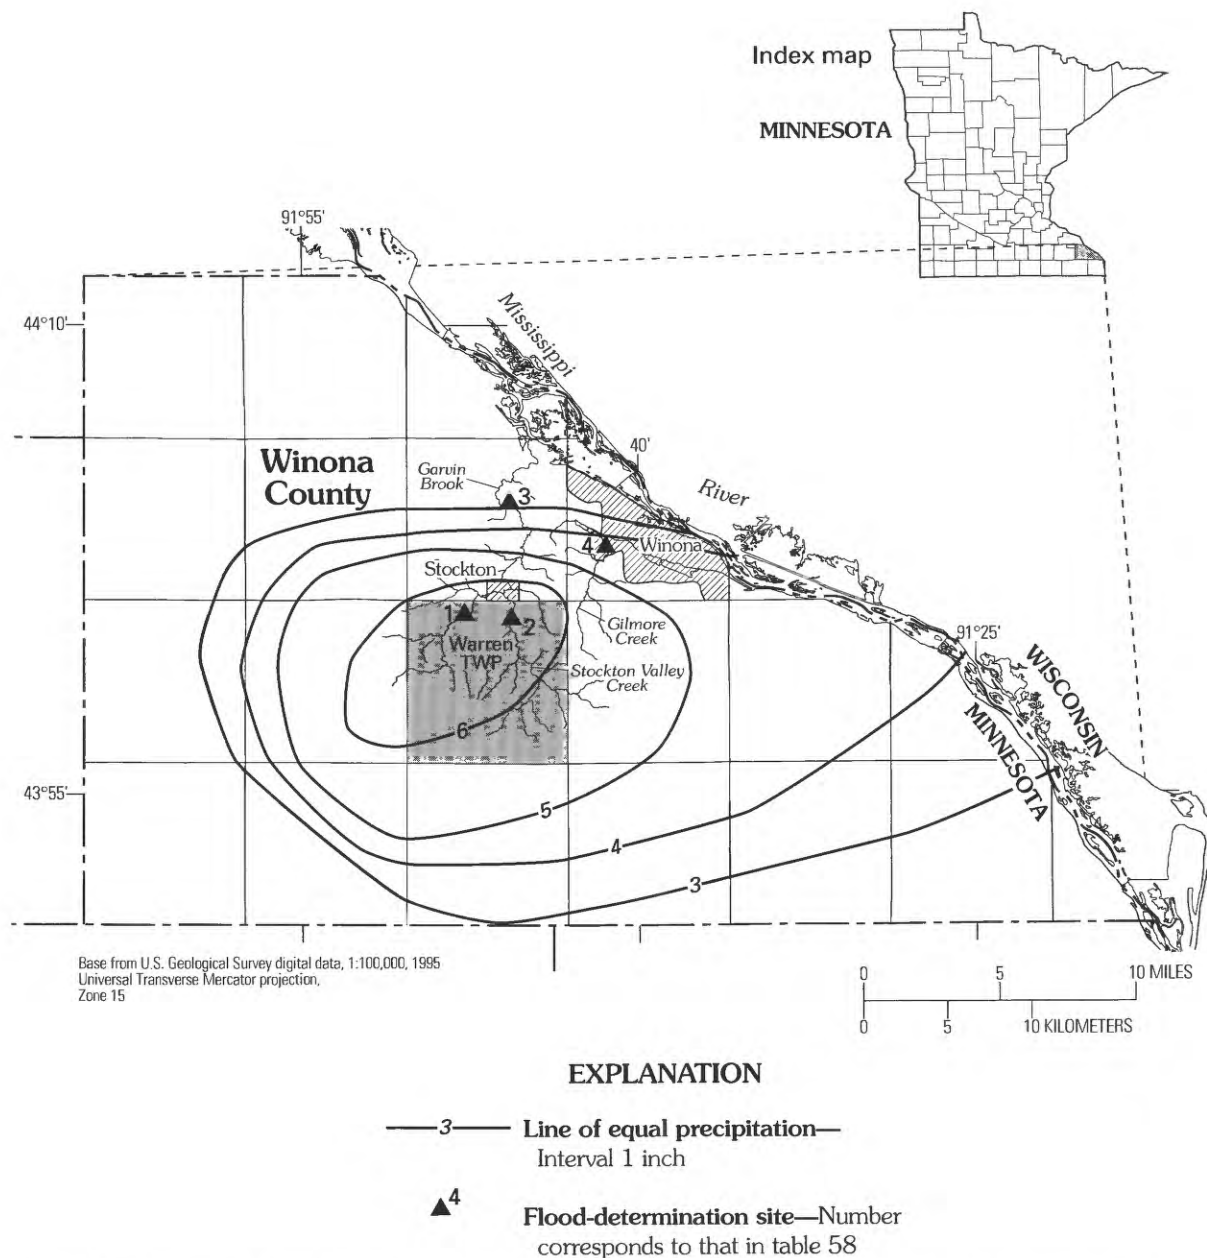 Index map
MINNESOTA
91°55'
44°10'
Mississippi
40'
Winona
County
Garvin
Brook
3
River
4
Winona
Stockton
1
2
Gilmore
Creek
91°25'
Warren
TWP
Stockton Valley
Creek
WISCONSIN
MINNESOTA
6
43°55'
5
4
3
Base from U.S. Geological Survey digital data, 1:100,000, 1995
Universal Transverse Mercator projection,
Zone 15
0 5 10 MILES
0 5 10 KILOMETERS
EXPLANATION
3 Line of equal precipitation—
Interval 1 inch
4 Flood-determination site—Number
corresponds to that in table 58